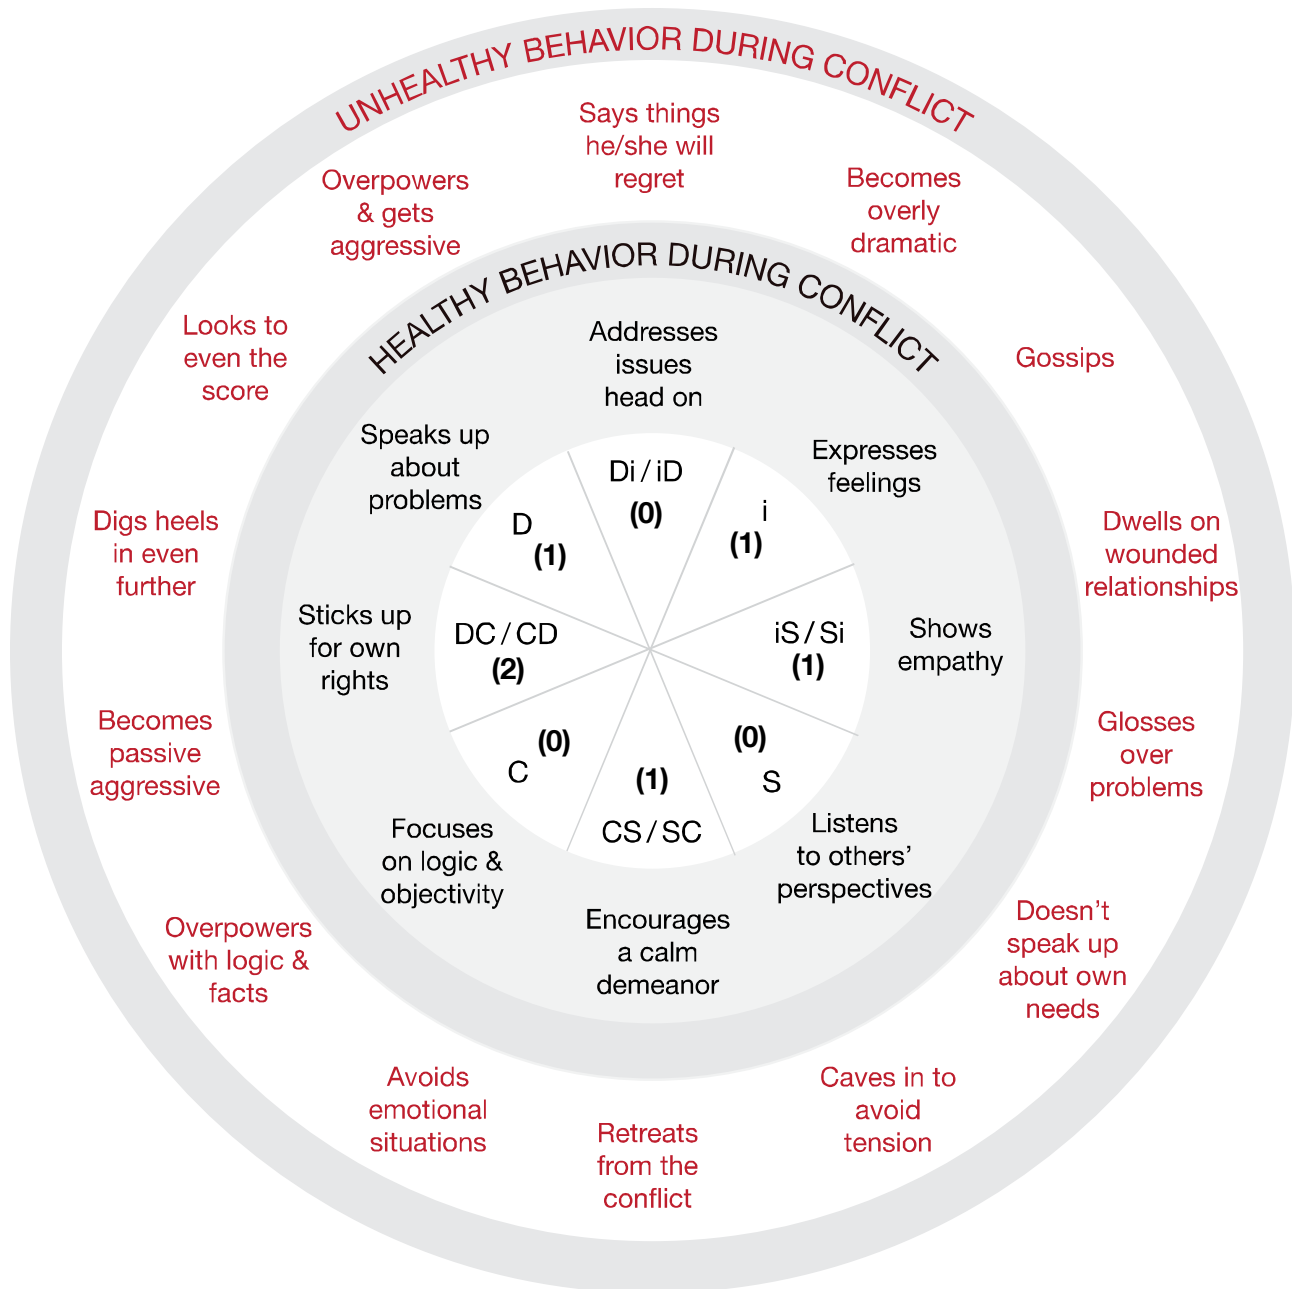 UNHEALTHY BEHAVIOR DURING CONFLICT
Says things
he/she will
regret
Becomes
overly
dramatic
Gossips
Dwells on
wounded
relationships
Glosses
over
problems
Doesn't
speak up
about own
needs
Caves in to
avoid
tension
Retreats
from the
conflict
Avoids
emotional
situations
Overpowers
with logic &
facts
Becomes
passive
aggressive
Digs heels
in even
further
Looks to
even the
score
Overpowers
& gets
aggressive
HEALTHY BEHAVIOR DURING CONFLICT
Addresses
issues
head on
Expresses
feelings
Shows
empathy
Listens
to others’
perspectives
Encourages
a calm
demeanor
Focuses
on logic &
objectivity
Sticks up
for own
rights
Speaks up
about
problems
Di / iD
(0)
i
(1)
iS / Si
(1)
(0)
S
(1)
CS / SC
(0)
C
DC / CD
(2)
D
(1)